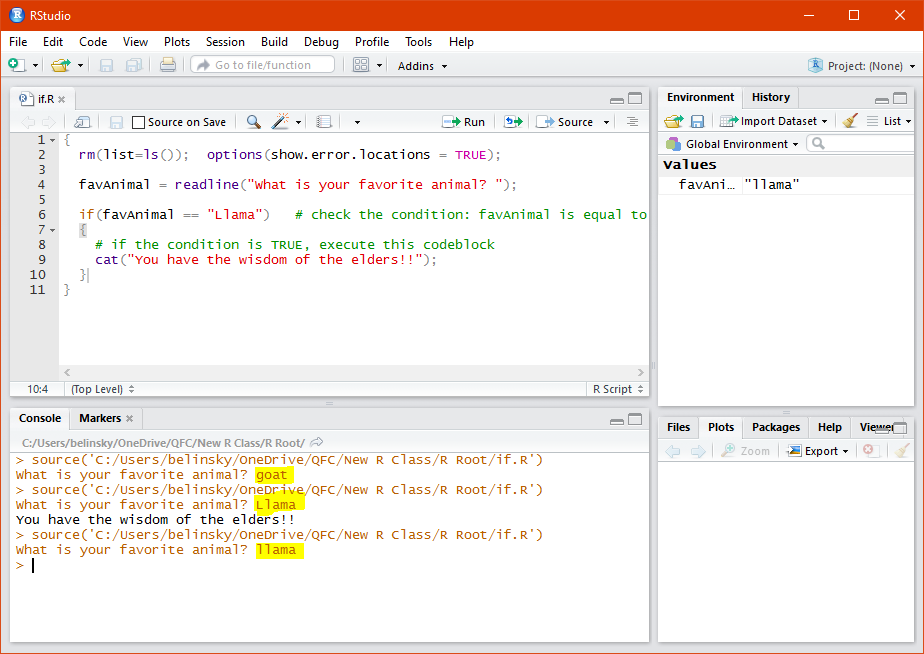 RStudio
File Edit Code View Plots Session Build Debug Profile Tools Help
Go to file/function Addins Project: (None)
if.R
Source on Save Run Source
1 {
2 rm(list=ls()); options(show.error.locations = TRUE);
3
4 favAnimal = readline("What is your favorite animal? ");
5
6 if(favAnimal == "Llama") # check the condition: favAnimal is equal to
7 {
8 # if the condition is TRUE, execute this codeblock
9 cat("You have the wisdom of the elders!!");
10 }
11 }
10:4 (Top Level) R Script
Console Markers
C:/Users/belinsky/OneDrive/QFC/New R Class/R Root/
> source('C:/Users/belinsky/OneDrive/QFC/New R Class/R Root/if.R')
What is your favorite animal? goat
> source('C:/Users/belinsky/OneDrive/QFC/New R Class/R Root/if.R')
What is your favorite animal? Llama
You have the wisdom of the elders!!
> source('C:/Users/belinsky/OneDrive/QFC/New R Class/R Root/if.R')
What is your favorite animal? llama
>
Environment History
Import Dataset List
Global Environment
Values
favAni… "llama"
Files Plots Packages Help Viewer
Zoom Export